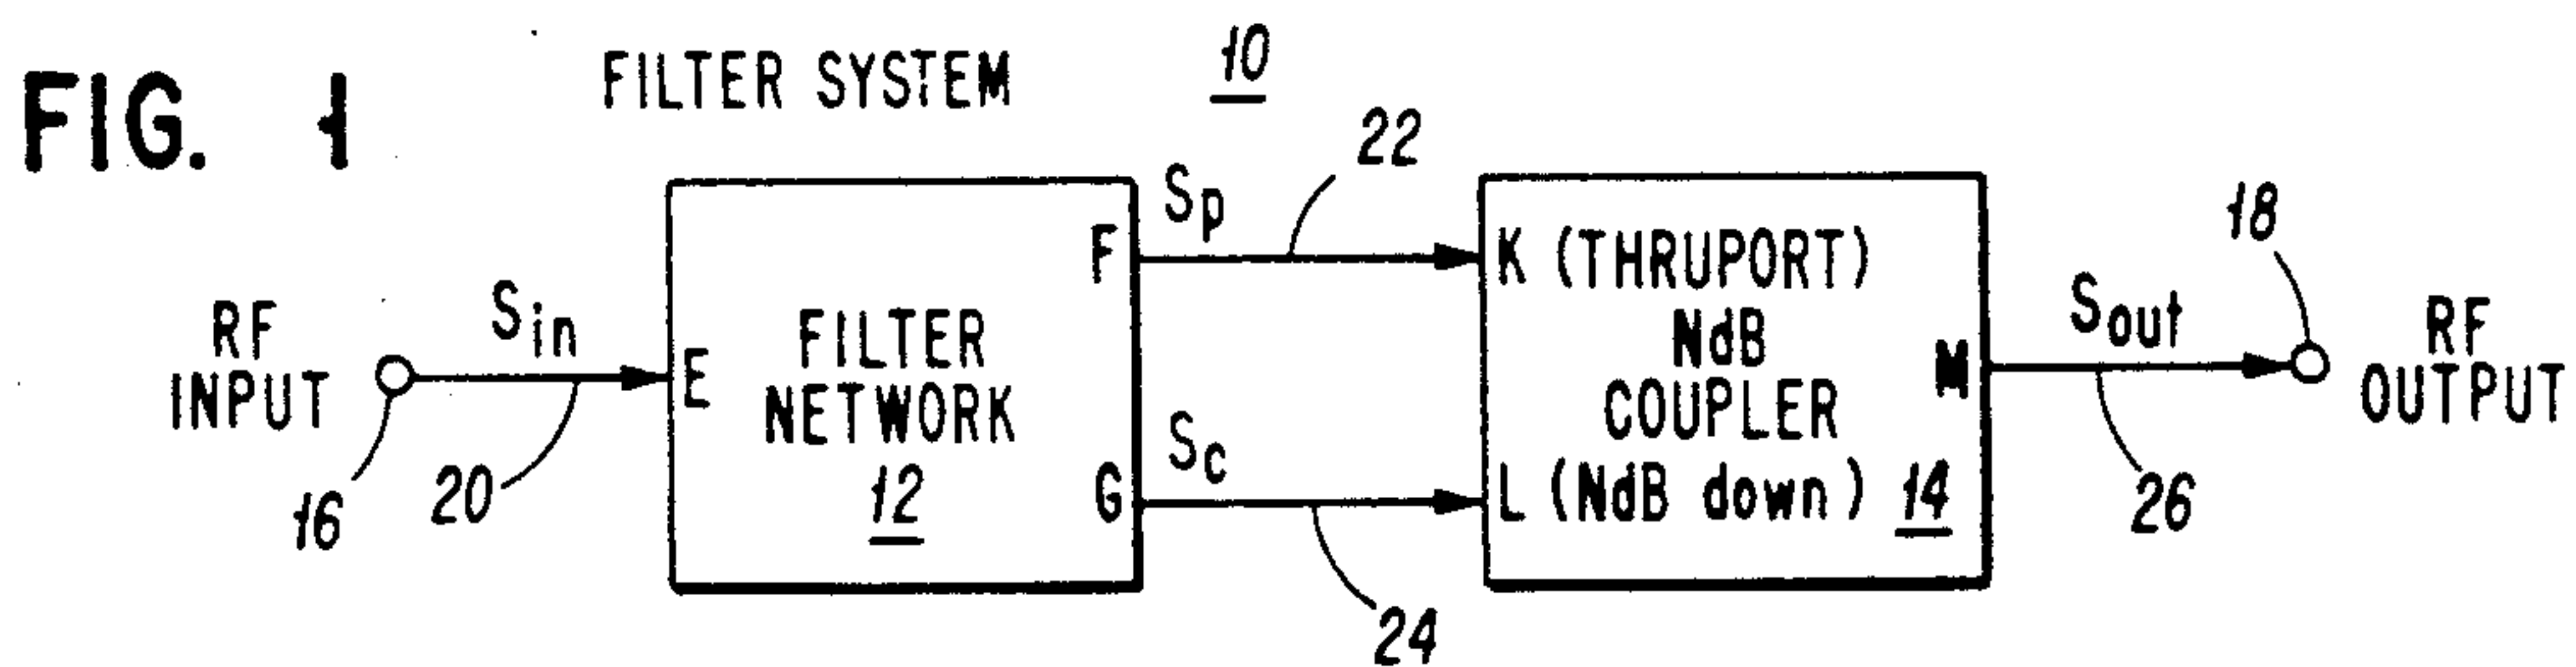 FIG. 1
FILTER SYSTEM 10
22
Sp
18
F
K (THRUPORT)
RF
INPUT
Sin
E
FILTER
NETWORK
12
NdB
COUPLER
M
Sout
RF
OUTPUT
16
20
G
Sc
L (NdB down) 14
26
24